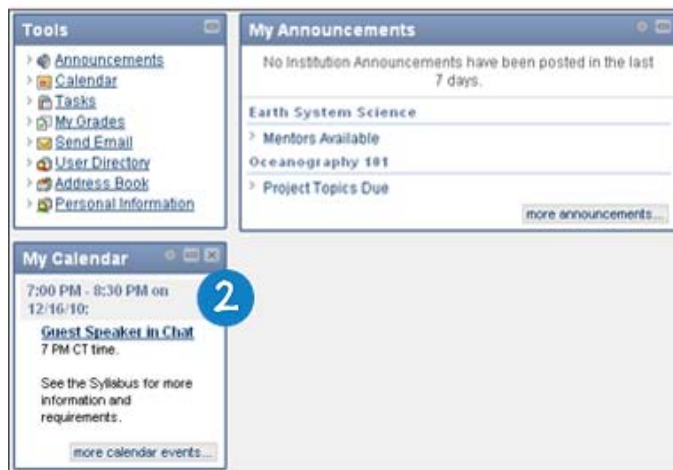 Tools
Announcements
Calendar
Tasks
My Grades
Send Email
User Directory
Address Book
Personal Information
My Announcements
No Institution Announcements have been posted in the last
7 days.
Earth System Science
Mentors Available
Oceanography 101
Project Topics Due
more announcements...
My Calendar
2
7:00 PM - 8:30 PM on
12/16/10:
Guest Speaker in Chat
7 PM CT time.
See the Syllabus for more
information and
requirements.
more calendar events...